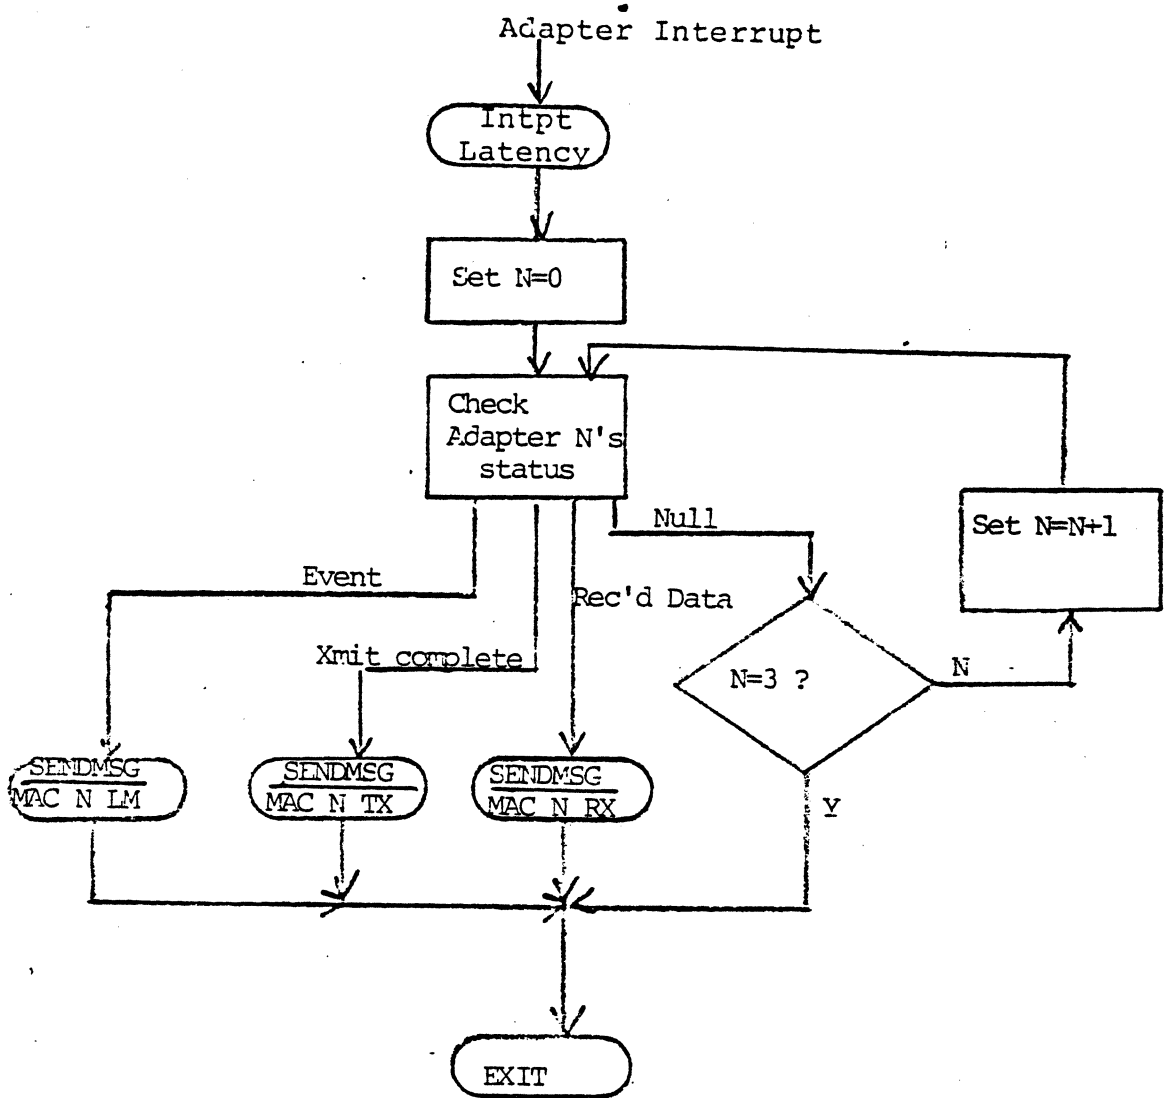 Adapter Interrupt
Intpt
Latency
Set N=0
Check
Adapter N's
status
Set N=N+1
Null
Event
Rec'd Data
Xmit complete
N=3 ?
N
SENDMSG
MAC N LM
SENDMSG
MAC N TX
SENDMSG
MAC N RX
Y
EXIT